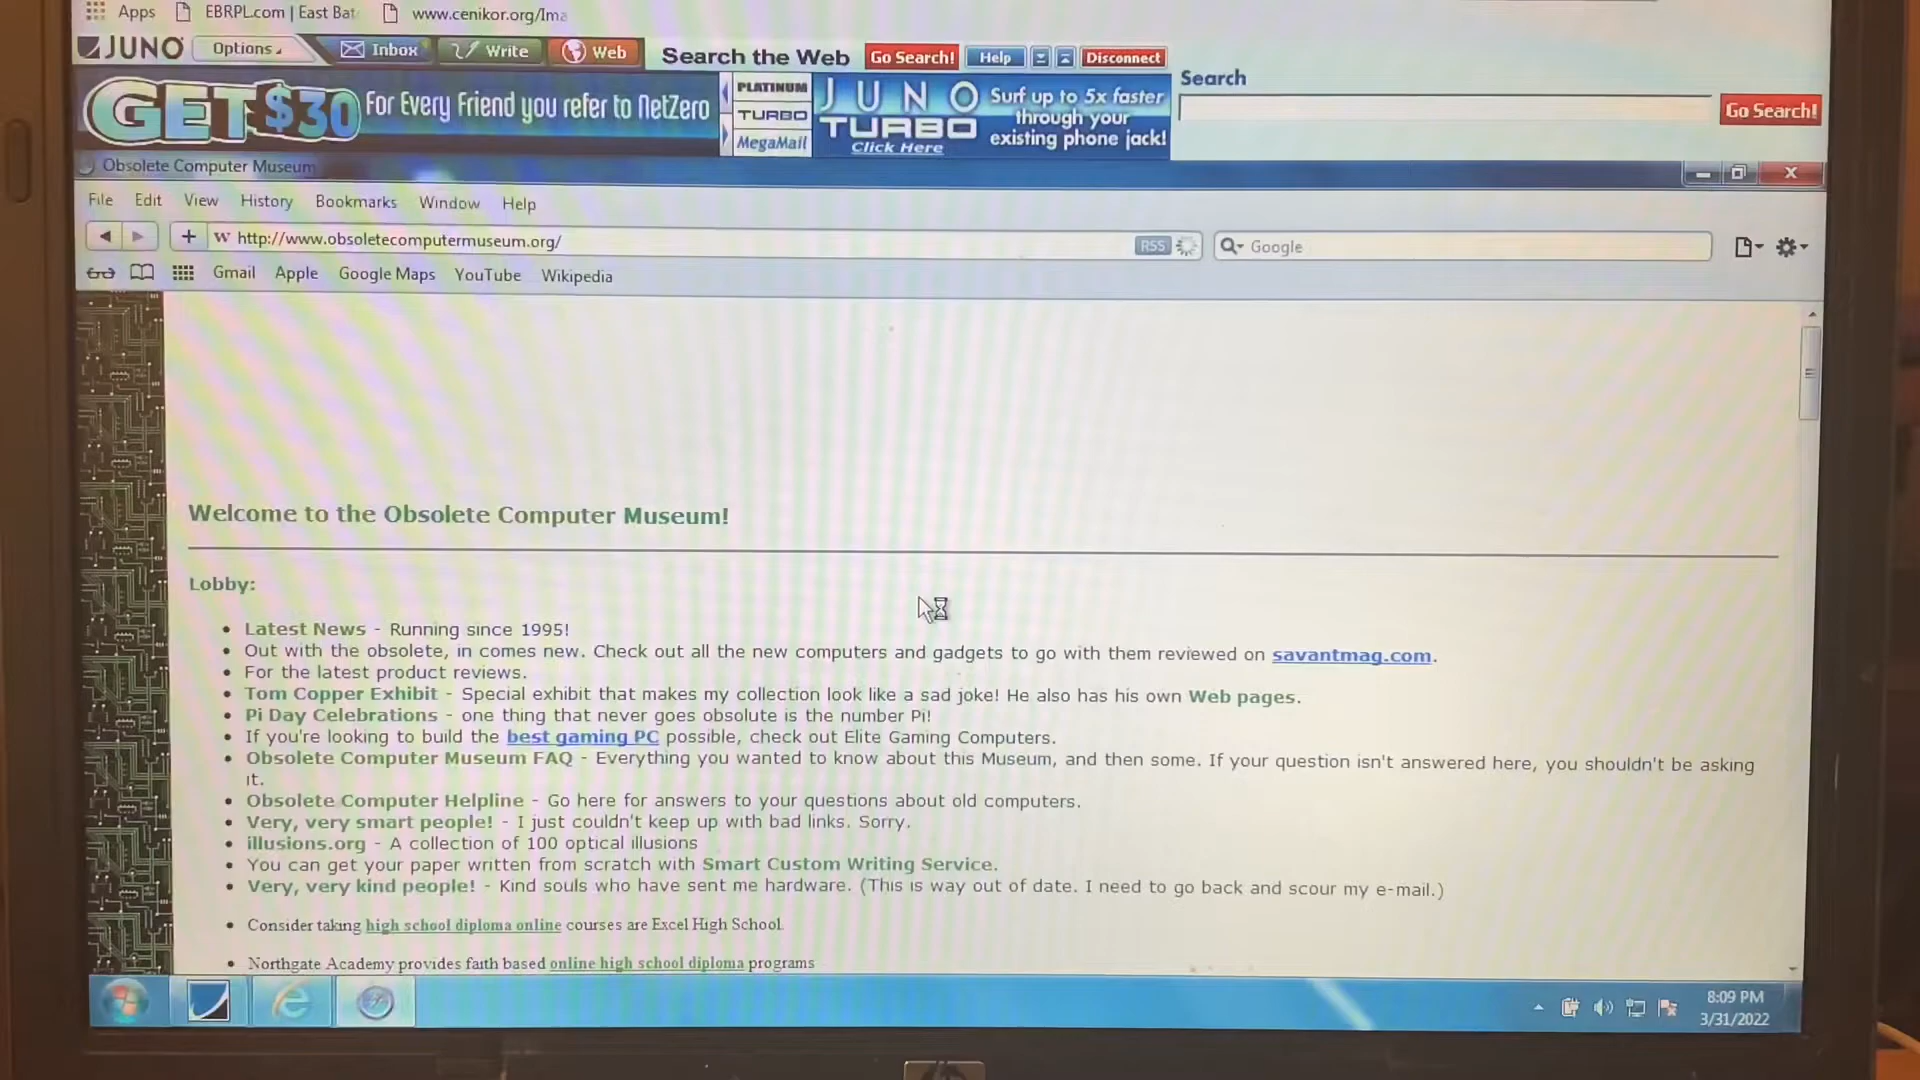 Apps EBRPL.com | East Bat www.cenikor.org/Ima
JUNO Options Inbox Write Web Search the Web Go Search! Help Disconnect
Search
GET $30 For Every Friend you refer to NetZero
PLATINUM
TURBO
MegaMail
JUNO
TURBO
Click Here
Surf up to 5x faster
through your
existing phone jack!
Go Search!
Obsolete Computer Museum
File Edit View History Bookmarks Window Help
+ W http://www.obsoletecomputermuseum.org/ RSS Google
Gmail Apple Google Maps YouTube Wikipedia
Welcome to the Obsolete Computer Museum!
Lobby:
• Latest News - Running since 1995!
• Out with the obsolete, in comes new. Check out all the new computers and gadgets to go with them reviewed on savantmag.com.
• For the latest product reviews.
• Tom Copper Exhibit - Special exhibit that makes my collection look like a sad joke! He also has his own Web pages.
• Pi Day Celebrations - one thing that never goes obsolute is the number Pi!
• If you're looking to build the best gaming PC possible, check out Elite Gaming Computers.
• Obsolete Computer Museum FAQ - Everything you wanted to know about this Museum, and then some. If your question isn't answered here, you shouldn't be asking
it.
• Obsolete Computer Helpline - Go here for answers to your questions about old computers.
• Very, very smart people! - I just couldn't keep up with bad links. Sorry.
• illusions.org - A collection of 100 optical illusions
• You can get your paper written from scratch with Smart Custom Writing Service.
• Very, very kind people! - Kind souls who have sent me hardware. (This is way out of date. I need to go back and scour my e-mail.)
• Consider taking high school diploma online courses are Excel High School.
• Northgate Academy provides faith based online high school diploma programs
8:09 PM
3/31/2022
hp